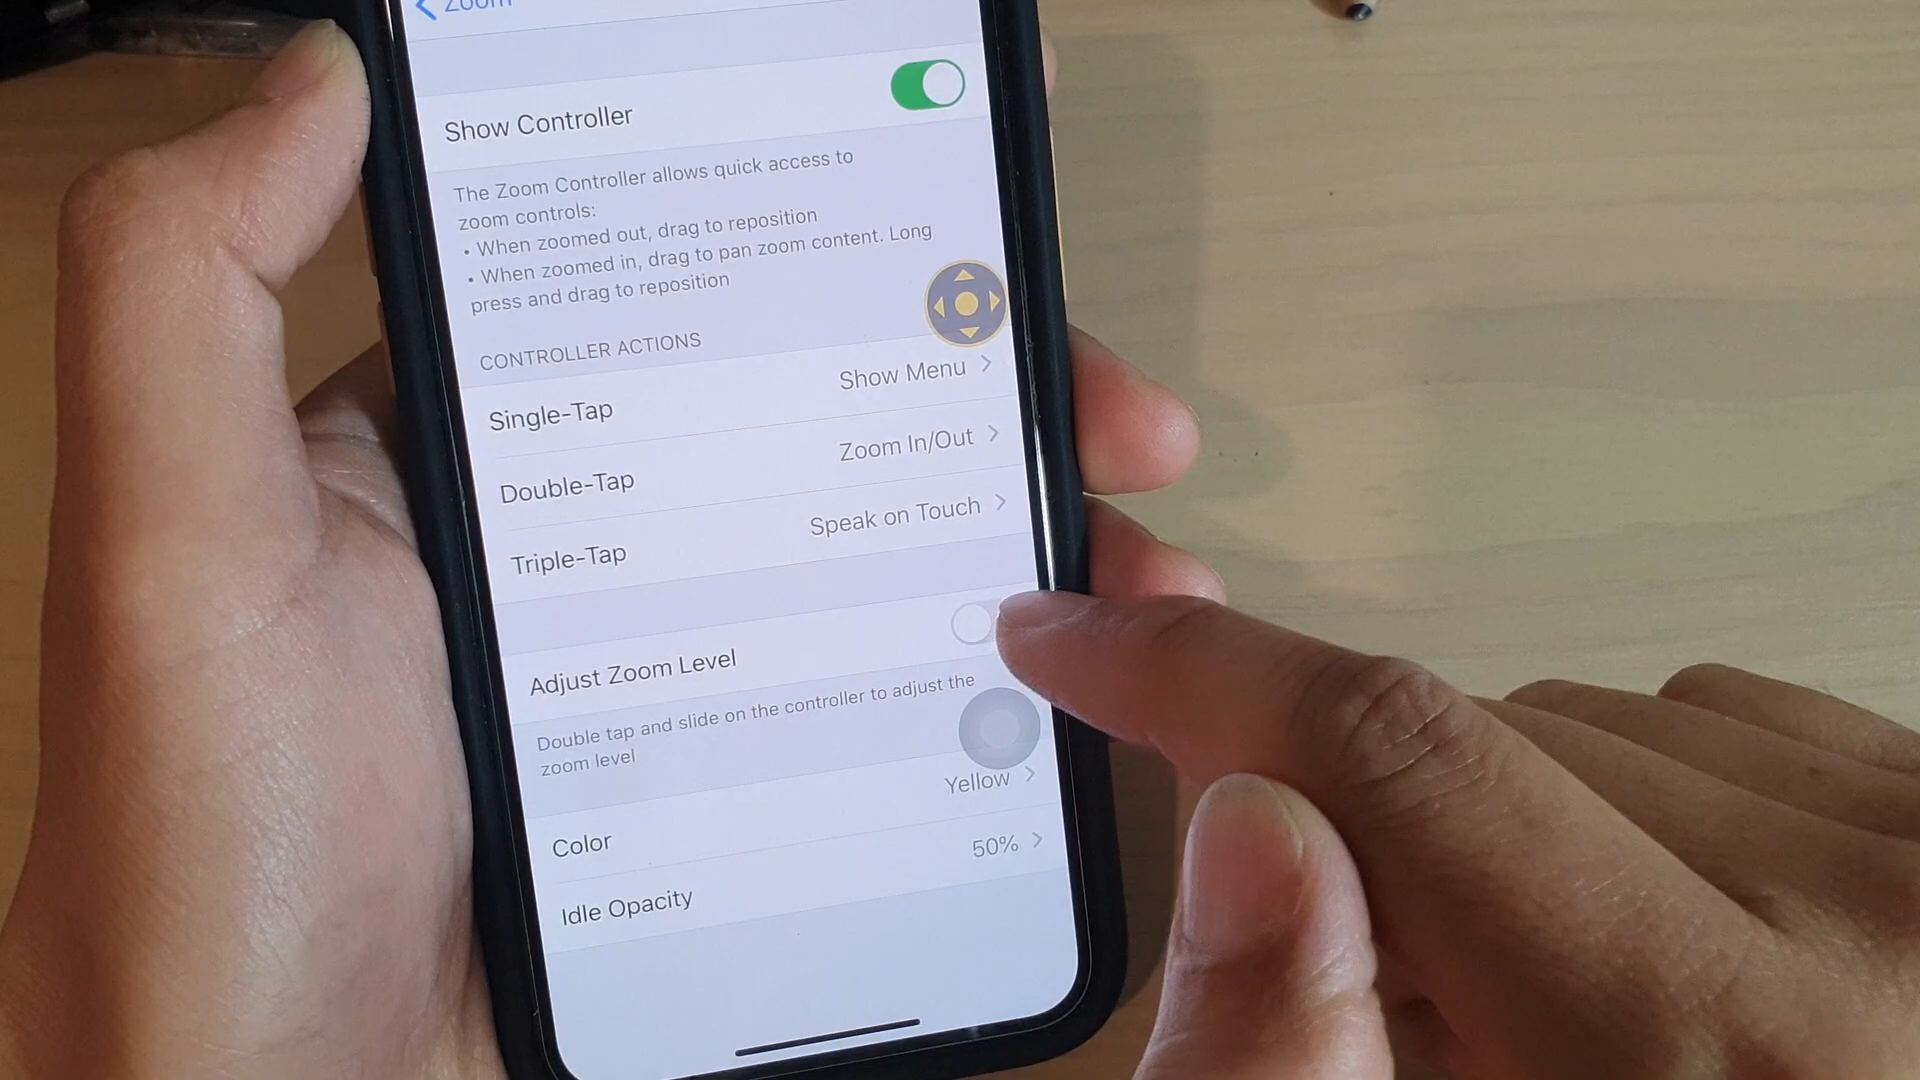 Zoom
Show Controller
The Zoom Controller allows quick access to
zoom controls:
• When zoomed out, drag to reposition
• When zoomed in, drag to pan zoom content. Long
press and drag to reposition
CONTROLLER ACTIONS
Single-Tap Show Menu
Double-Tap Zoom In/Out
Triple-Tap Speak on Touch
Adjust Zoom Level
Double tap and slide on the controller to adjust the
zoom level
Color Yellow
Idle Opacity 50%